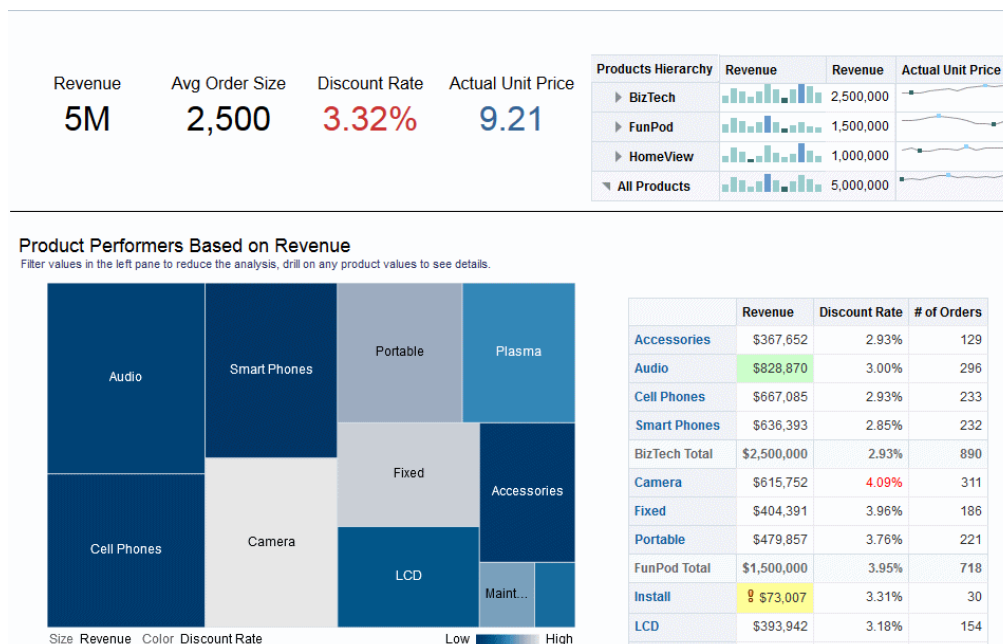 Revenue Avg Order Size Discount Rate Actual Unit Price
5M 2,500 3.32% 9.21
Products Hierarchy Revenue Revenue Actual Unit Price
BizTech 2,500,000
FunPod 1,500,000
HomeView 1,000,000
All Products 5,000,000
Product Performers Based on Revenue
Filter values in the left pane to reduce the analysis, drill on any product values to see details.
Audio
Smart Phones
Portable
Plasma
Fixed
Accessories
Cell Phones
Camera
LCD
Maint...
Size Revenue Color Discount Rate Low High
Revenue Discount Rate # of Orders
Accessories $367,652 2.93% 129
Audio $828,870 3.00% 296
Cell Phones $667,085 2.93% 233
Smart Phones $636,393 2.85% 232
BizTech Total $2,500,000 2.93% 890
Camera $615,752 4.09% 311
Fixed $404,391 3.96% 186
Portable $479,857 3.76% 221
FunPod Total $1,500,000 3.95% 718
Install $73,007 3.31% 30
LCD $393,942 3.18% 154